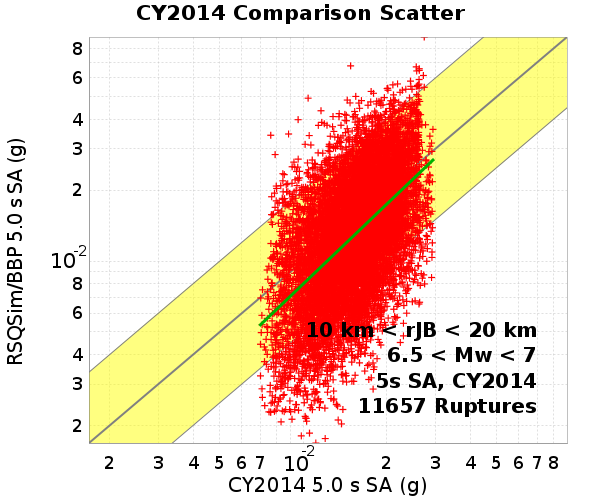 CY2014 Comparison Scatter
8
6
4
3
2
10-2
8
6
4
3
2
RSQSim/BBP 5.0 s SA (g)
10 km < rJB < 20 km
6.5 < Mw < 7
5s SA, CY2014
11657 Ruptures
2 3 4 5 6 7 10-2 2 3 4 5 6 7 8
CY2014 5.0 s SA (g)